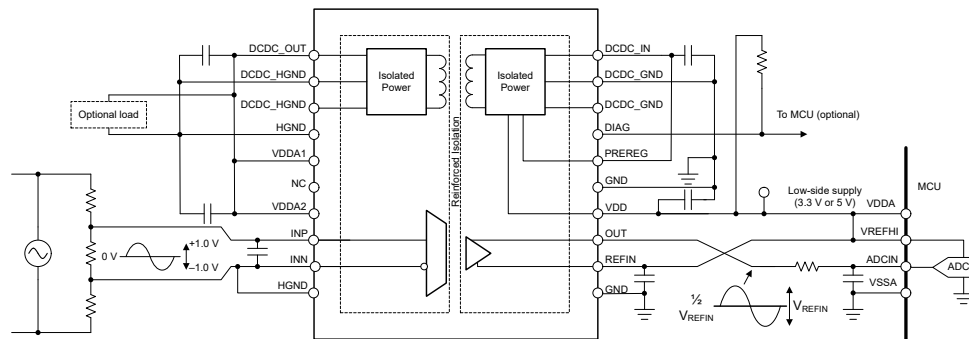 DCDC_OUT
DCDC_HGND
DCDC_HGND
HGND
VDDA1
NC
VDDA2
INP
INN
HGND
Optional load
0 V
+1.0 V
–1.0 V
Isolated
Power
Reinforced Isolation
Isolated
Power
DCDC_IN
DCDC_GND
DCDC_GND
DIAG
PREREG
GND
VDD
OUT
REFIN
GND
To MCU (optional)
Low-side supply
(3.3 V or 5 V)
MCU
VDDA
VREFHI
ADCIN
VSSA
ADC
½
VREFIN
VREFIN